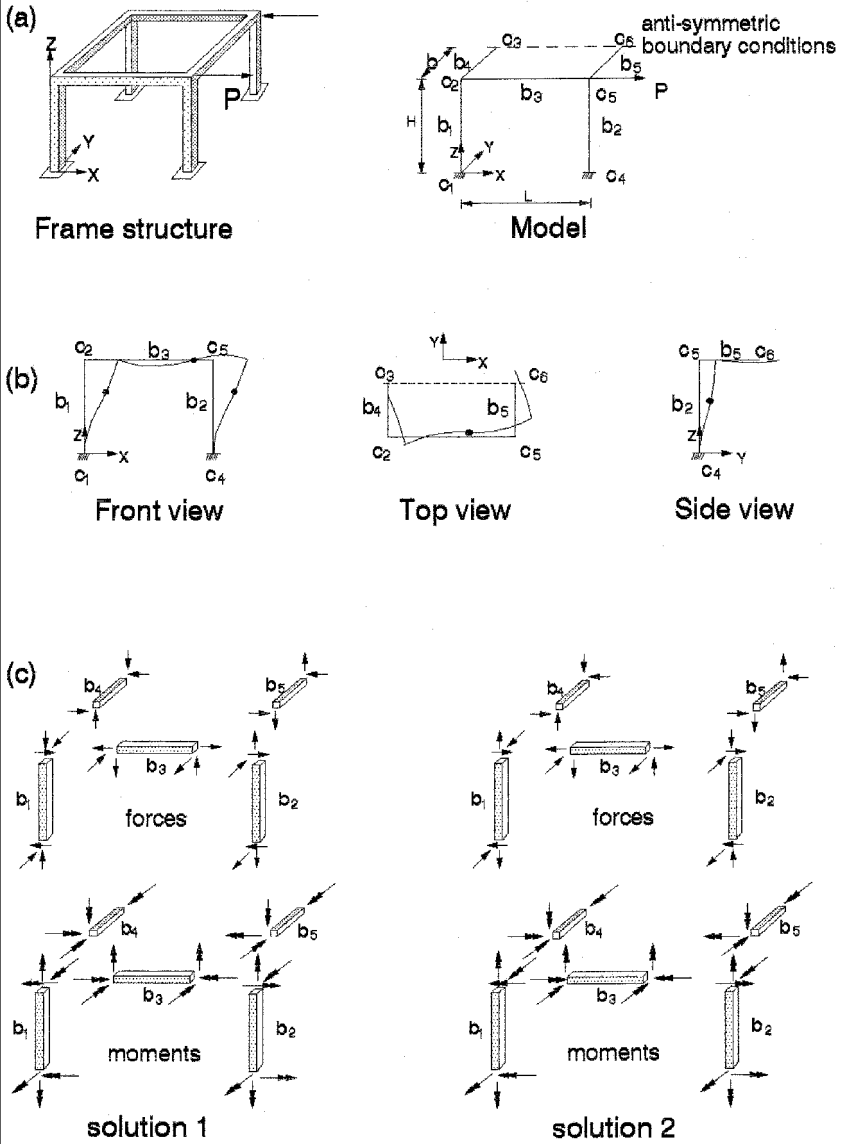 (a)
Z
Y
X
P
Frame structure
anti-symmetric
boundary conditions
c3
c6
b
b4
b5
c2
b3
c5
P
H
b1
b2
Z
Y
X
c1
c4
L
Model
(b)
c2
b3
c5
b1
b2
Z
X
c1
c4
Front view
Y
X
c3
c6
b4
b5
c2
c5
Top view
c5
b5
c6
b2
Z
Y
c4
Side view
(c)
b4
b5
b3
b1
b2
forces
b4
b5
b3
b1
b2
moments
solution 1
b4
b5
b3
b1
b2
forces
b4
b5
b3
b1
b2
moments
solution 2